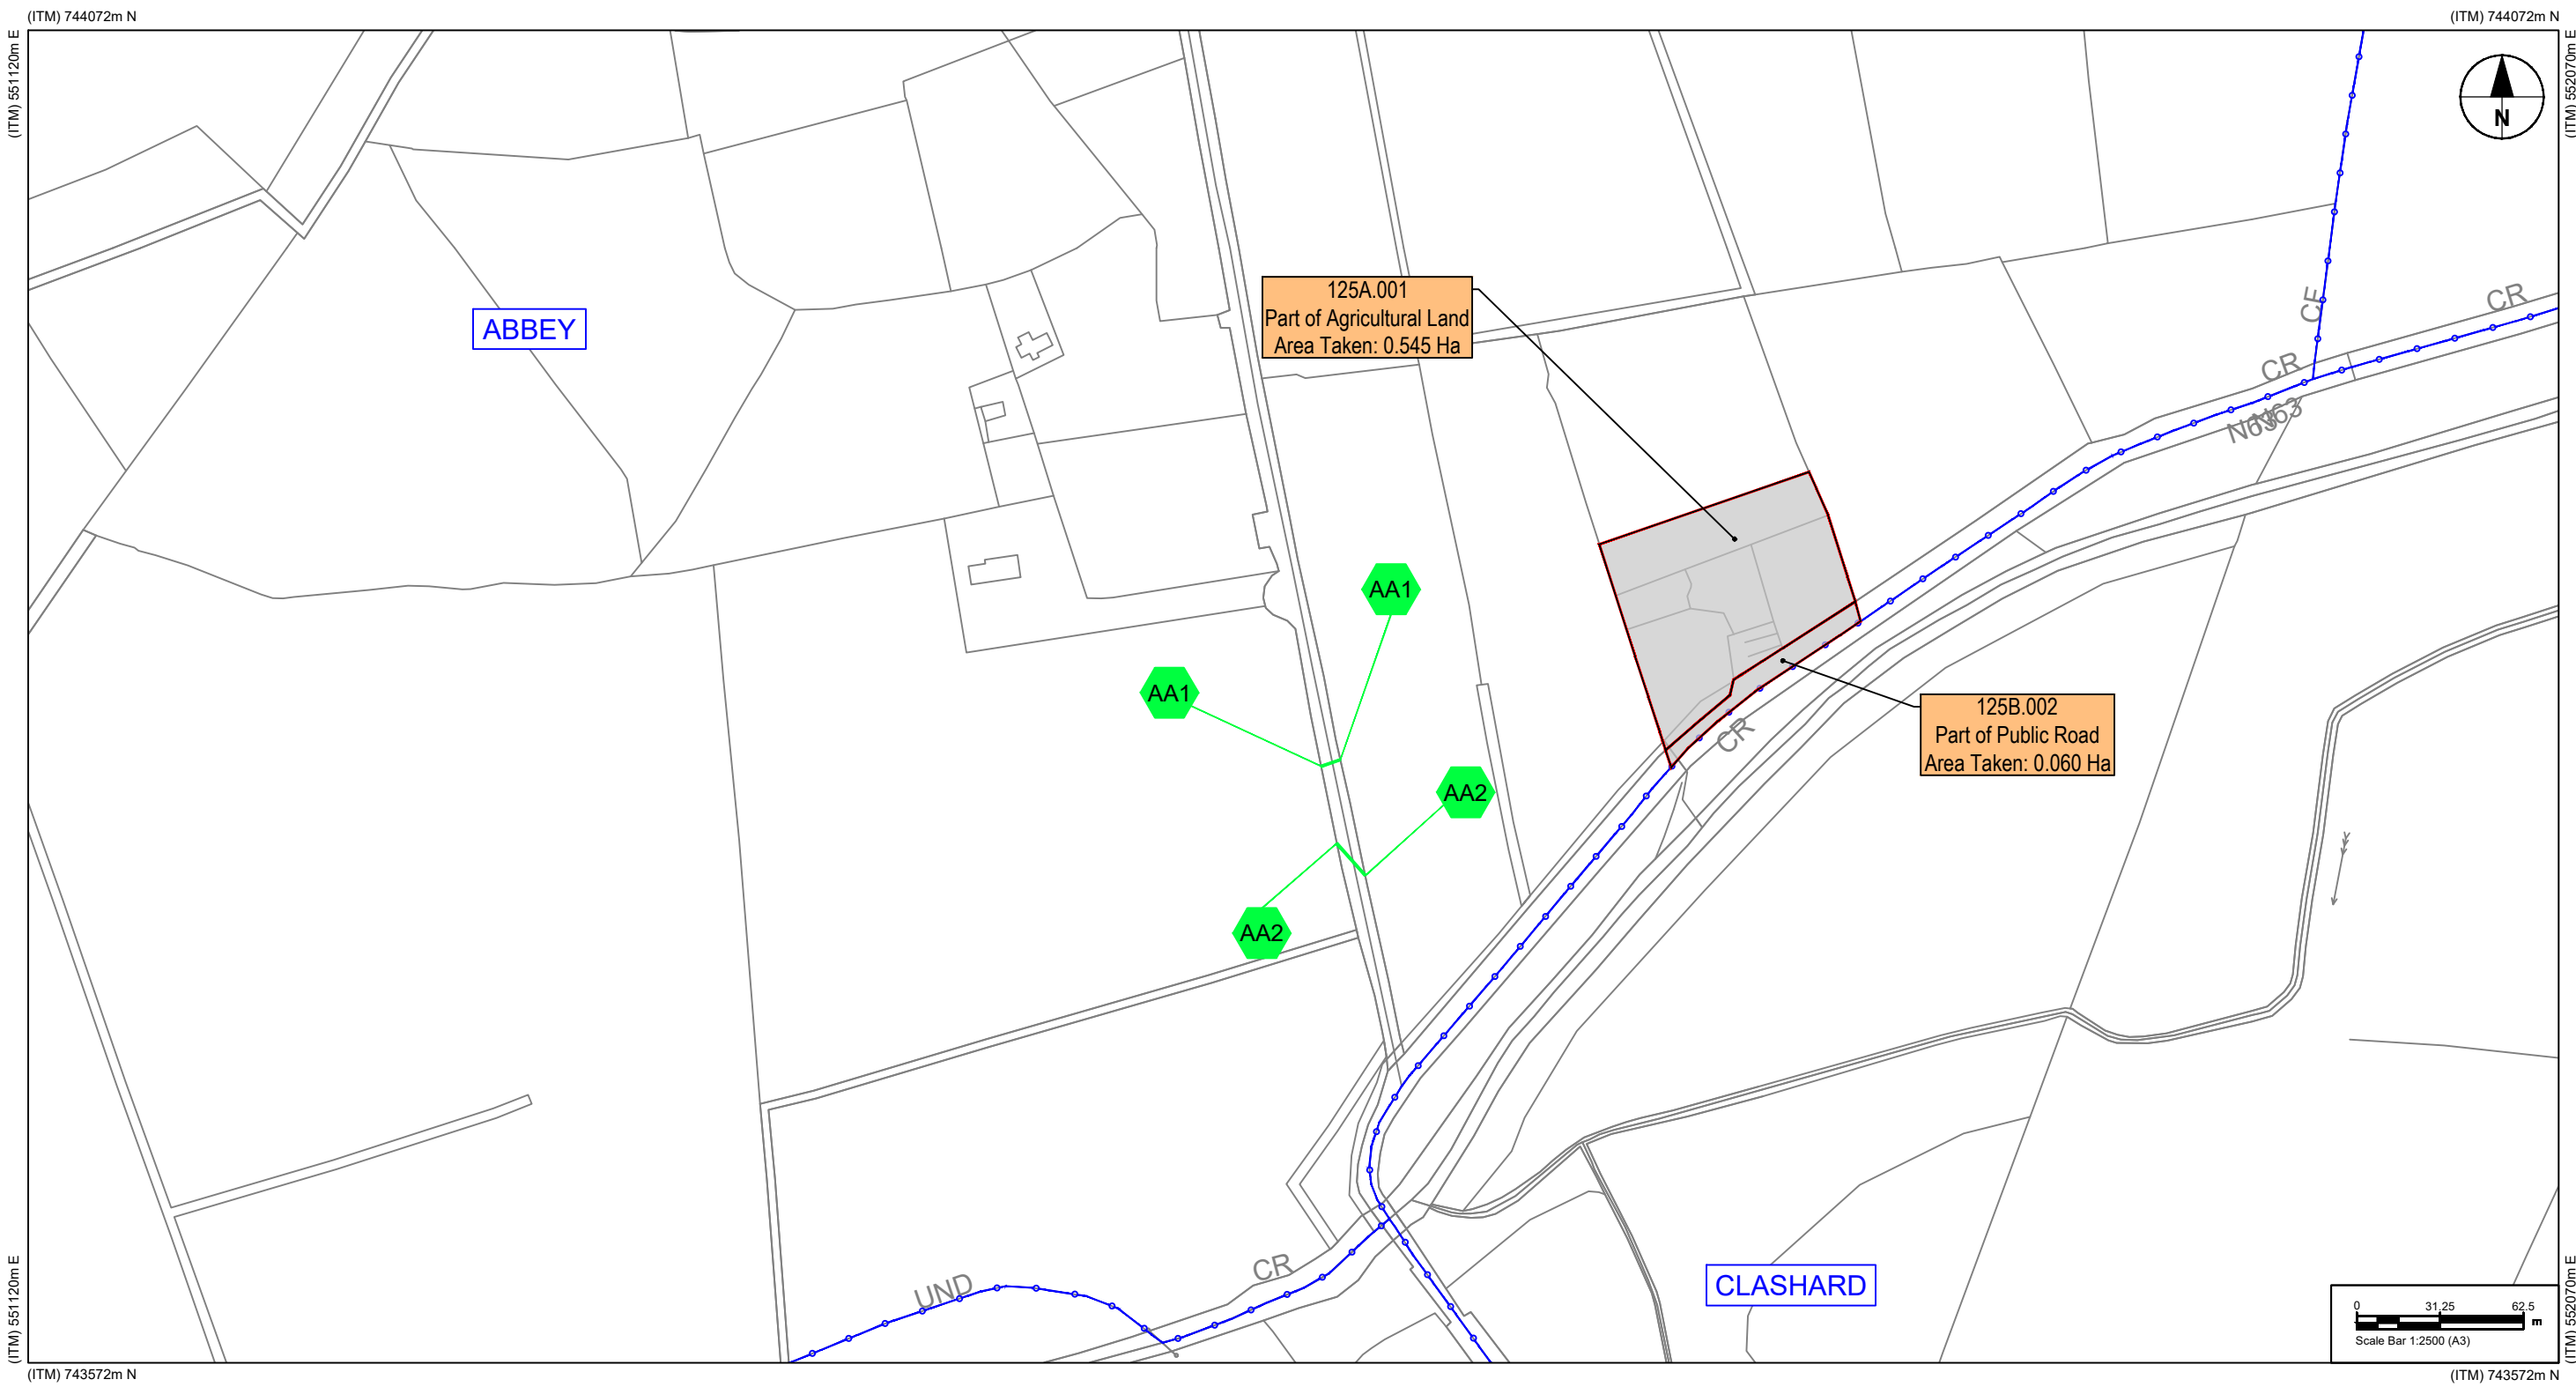 (ITM) 744072m N
(ITM) 744072m N
(ITM) 551120m E
(ITM) 552070m E
N
125A.001
Part of Agricultural Land
Area Taken: 0.545 Ha
ABBEY
CE
CR
CR
N63
N63
AA1
AA1
125B.002
Part of Public Road
Area Taken: 0.060 Ha
CR
AA2
AA2
CR
UND
CLASHARD
0 31.25 62.5
m
Scale Bar 1:2500 (A3)
(ITM) 551120m E
(ITM) 552070m E
(ITM) 743572m N
(ITM) 743572m N